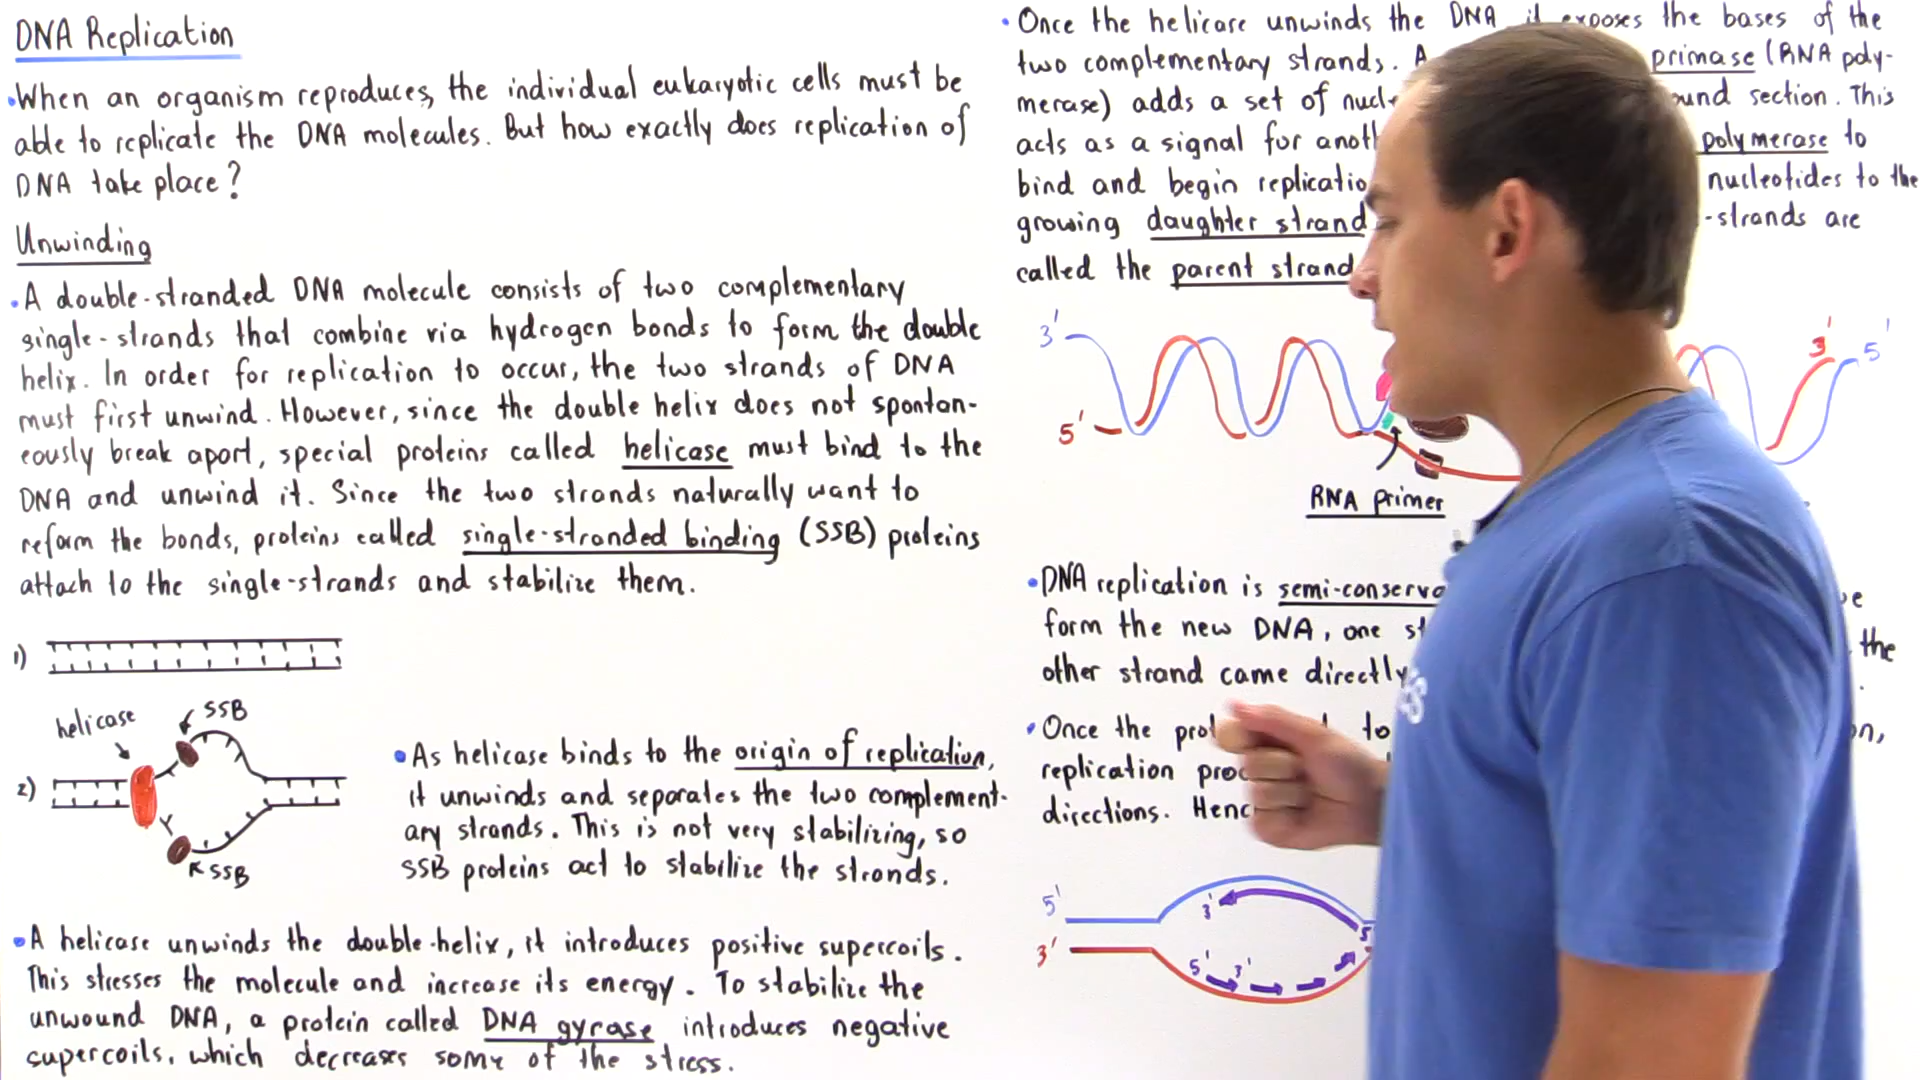 DNA Replication
•When an organism reproduces, the individual eukaryotic cells must be
able to replicate the DNA molecules. But how exactly does replication of
DNA take place?
Unwinding
•A double-stranded DNA molecule consists of two complementary
single-strands that combine via hydrogen bonds to form the double
helix. In order for replication to occur, the two strands of DNA
must first unwind. However, since the double helix does not spontan-
eously break apart, special proteins called helicase must bind to the
DNA and unwind it. Since the two strands naturally want to
reform the bonds, proteins called single-stranded binding (SSB) proteins
attach to the single-strands and stabilize them.
1)
helicase
SSB
2)
SSB
•As helicase binds to the origin of replication,
it unwinds and separates the two complement-
ary strands. This is not very stabilizing, so
SSB proteins act to stabilize the strands.
•A helicase unwinds the double-helix, it introduces positive supercoils.
This stresses the molecule and increase its energy. To stabilize the
unwound DNA, a protein called DNA gyrase introduces negative
supercoils, which decreases some of the stress.
•Once the helicase unwinds the DNA it exposes the bases of the
two complementary strands. A primase (RNA poly-
merase) adds a set of section. This
acts as a signal for polymerase to
bind and begin nucleotides to the
growing daughter strand -strands are
called the parent
3' 3' 5'
5'
RNA primer
•DNA replication is
form the new DNA, one
other strand came directly the
•Once the to
replication
directions.
5' 3' 5'
3' 5' 3'